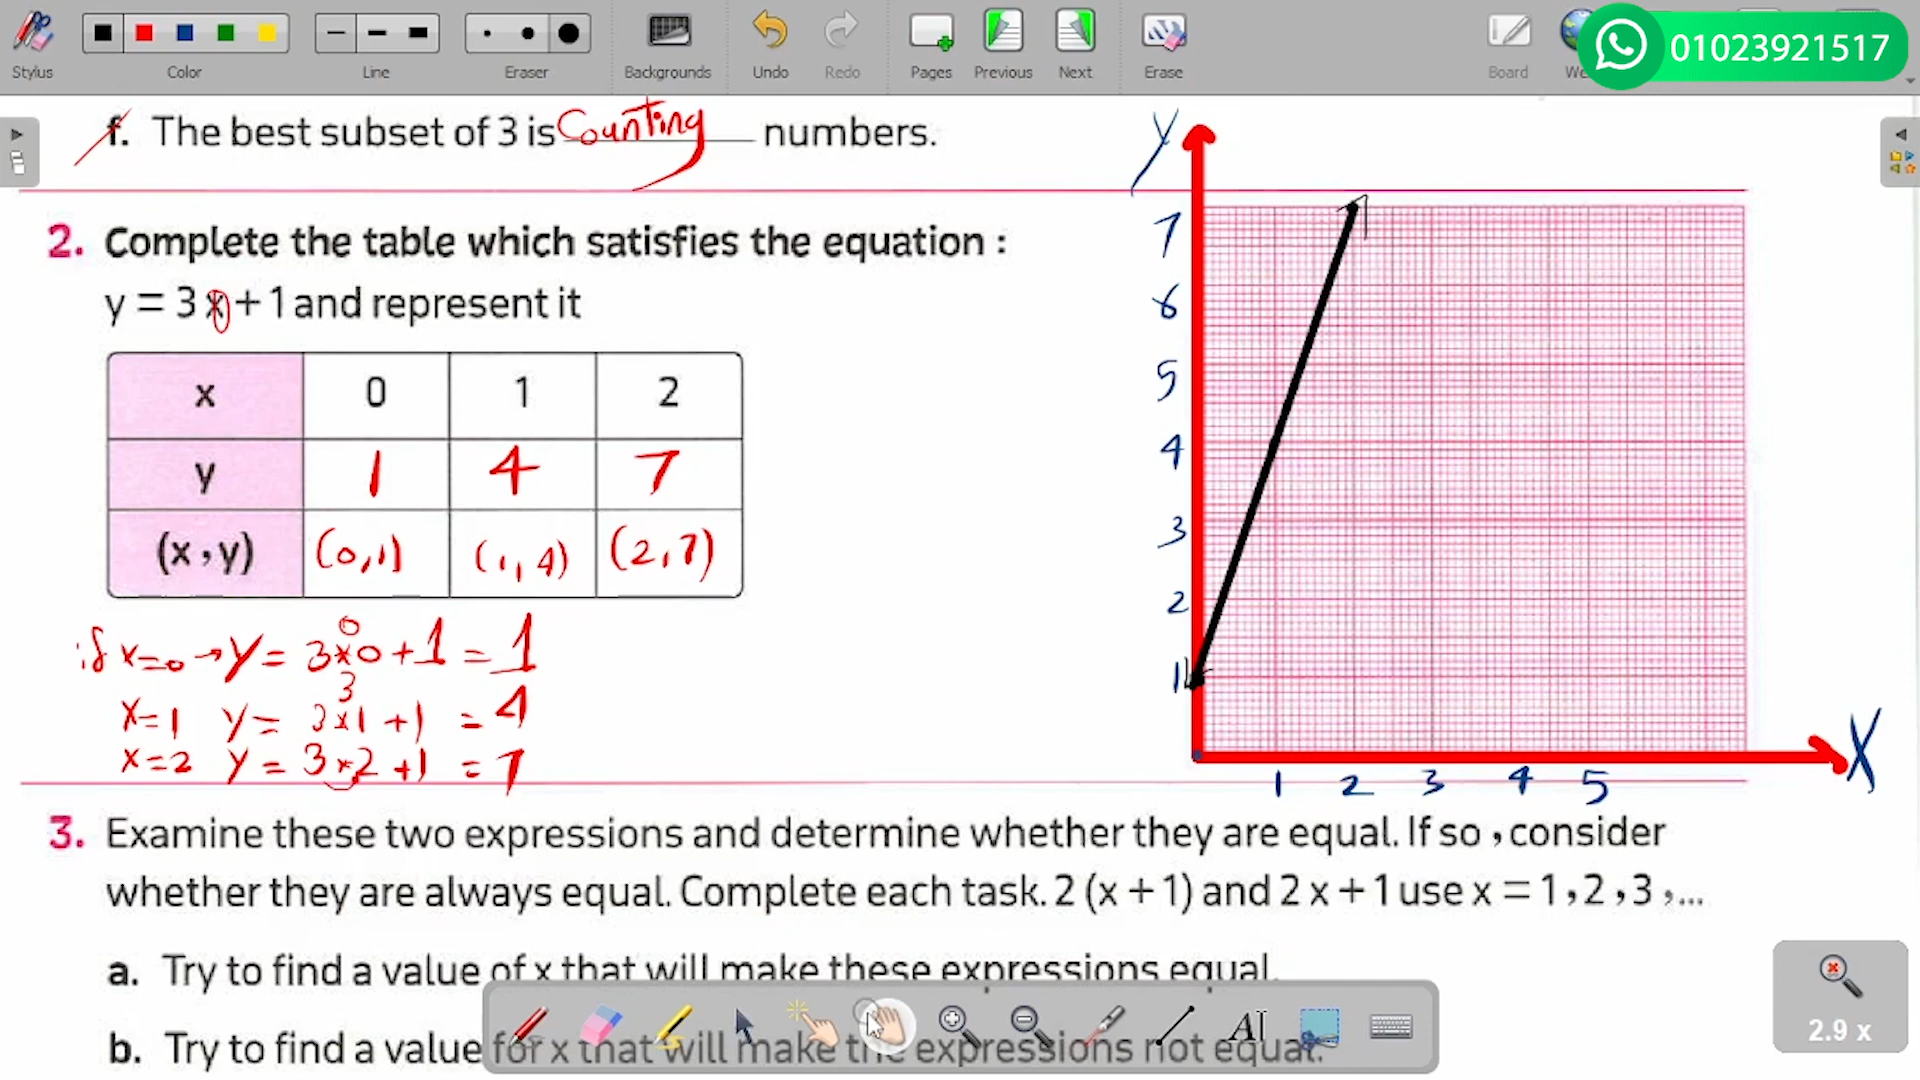 Stylus Color Line Eraser Backgrounds Undo Redo Pages Previous Next Erase Board
01023921517
f. The best subset of 3 is Counting numbers.
2. Complete the table which satisfies the equation :
y = 3 x + 1 and represent it
x 0 1 2
y 1 4 7
(x , y) (0,1) (1,4) (2,7)
if x=0 → y = 3×0 + 1 = 1
0
x=1 y = 3×1 + 1 = 4
3
x=2 y = 3×2 + 1 = 7
Y
7
6
5
4
3
2
1
1 2 3 4 5
X
3. Examine these two expressions and determine whether they are equal. If so , consider
whether they are always equal. Complete each task. 2 (x + 1) and 2 x + 1 use x = 1 , 2 , 3 , ...
a. Try to find a value of x that will make these expressions equal.
b. Try to find a value for x that will make the expressions not equal.
AI
2.9 x